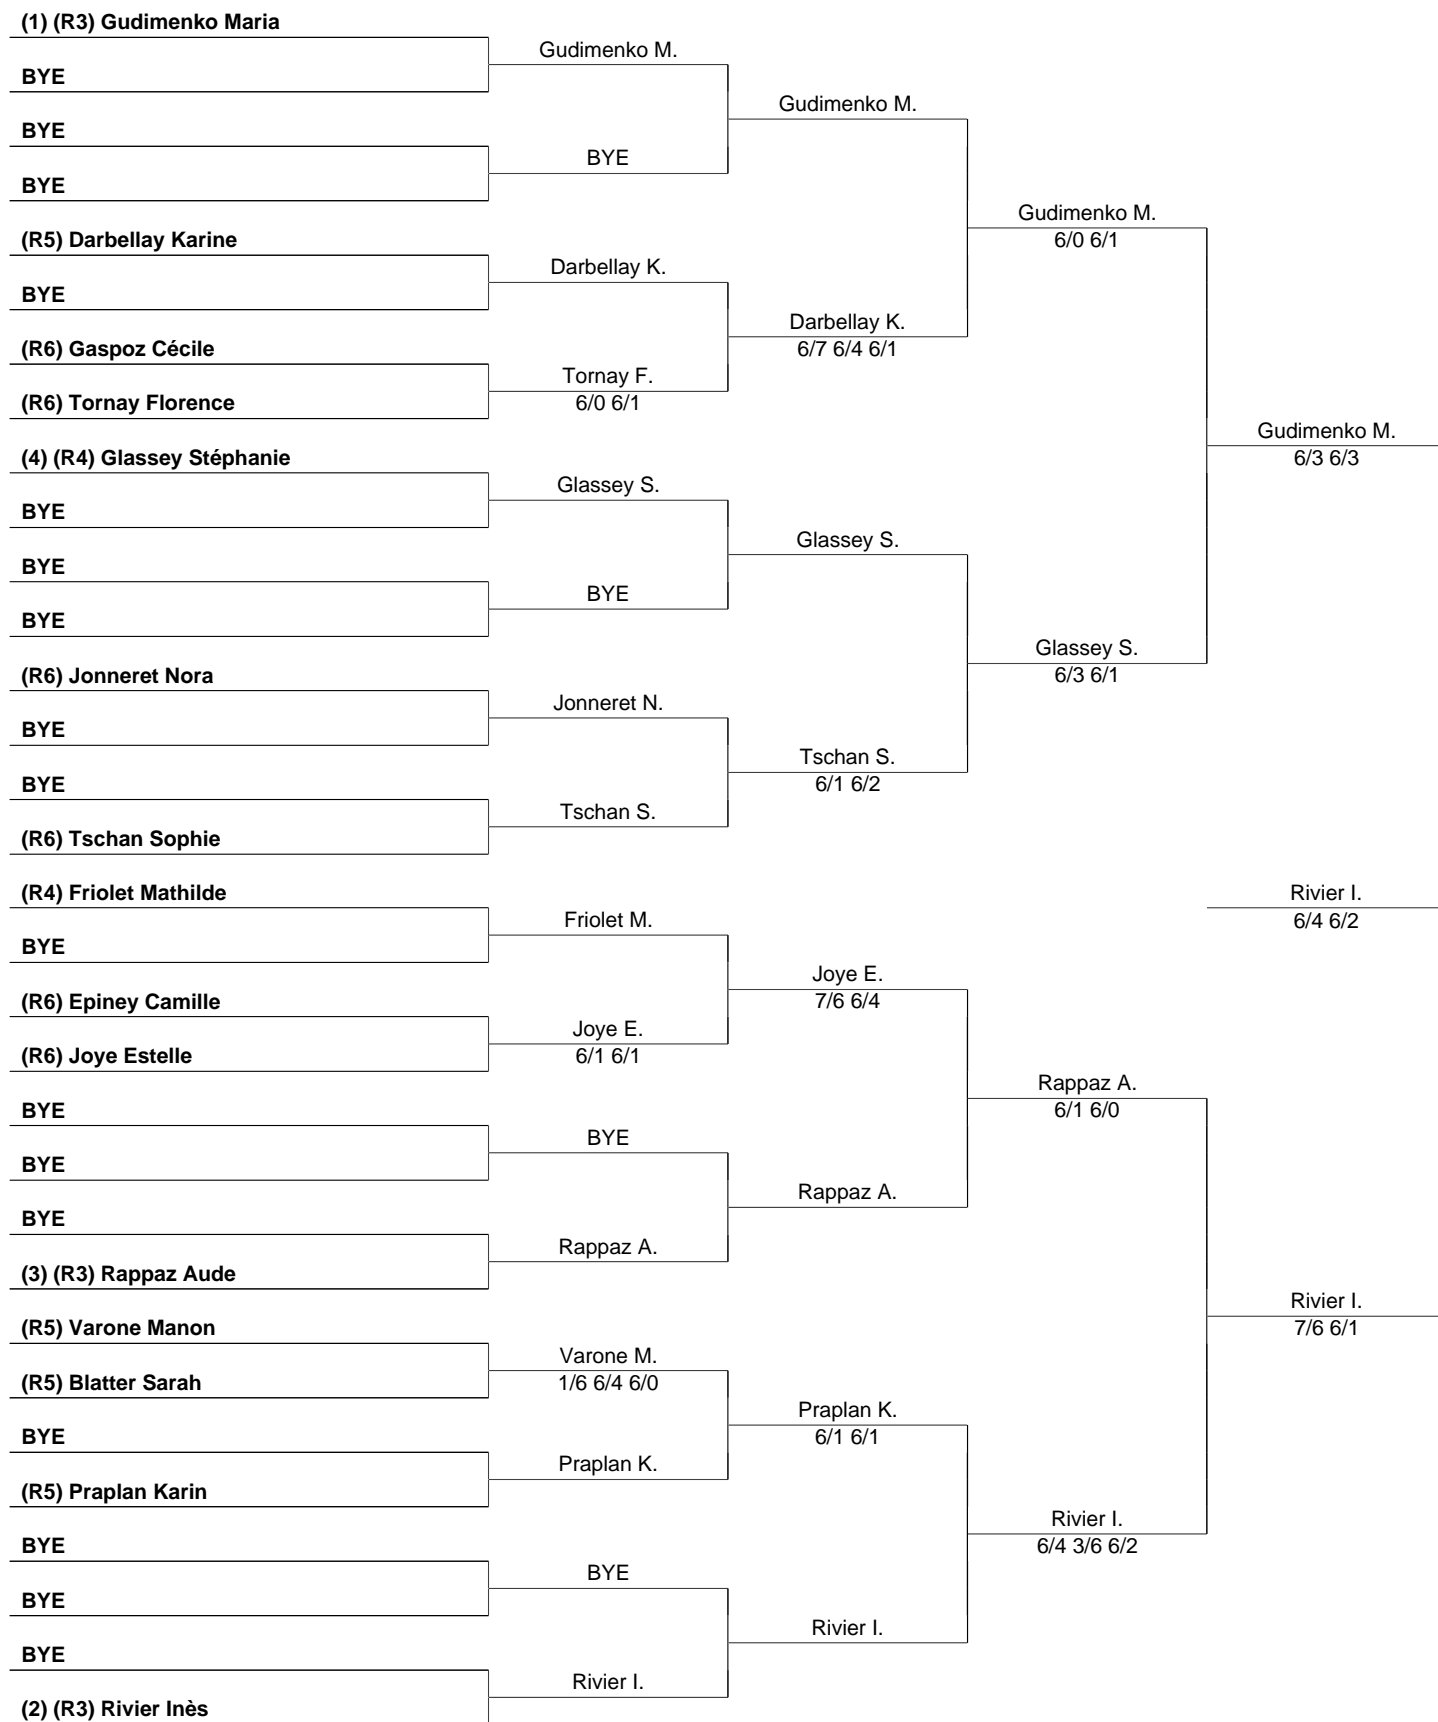 (1) (R3) Gudimenko Maria
BYE
BYE
BYE
(R5) Darbellay Karine
BYE
(R6) Gaspoz Cécile
(R6) Tornay Florence
(4) (R4) Glassey Stéphanie
BYE
BYE
BYE
(R6) Jonneret Nora
BYE
BYE
(R6) Tschan Sophie
(R4) Friolet Mathilde
BYE
(R6) Epiney Camille
(R6) Joye Estelle
BYE
BYE
BYE
(3) (R3) Rappaz Aude
(R5) Varone Manon
(R5) Blatter Sarah
BYE
(R5) Praplan Karin
BYE
BYE
BYE
(2) (R3) Rivier Inès
Gudimenko M.
BYE
Darbellay K.
Tornay F.
6/0 6/1
Glassey S.
BYE
Jonneret N.
Tschan S.
Friolet M.
Joye E.
6/1 6/1
BYE
Rappaz A.
Varone M.
1/6 6/4 6/0
Praplan K.
BYE
Rivier I.
Gudimenko M.
Darbellay K.
6/7 6/4 6/1
Glassey S.
Tschan S.
6/1 6/2
Joye E.
7/6 6/4
Rappaz A.
Praplan K.
6/1 6/1
Rivier I.
Gudimenko M.
6/0 6/1
Glassey S.
6/3 6/1
Rappaz A.
6/1 6/0
Rivier I.
6/4 3/6 6/2
Gudimenko M.
6/3 6/3
Rivier I.
6/4 6/2
Rivier I.
7/6 6/1